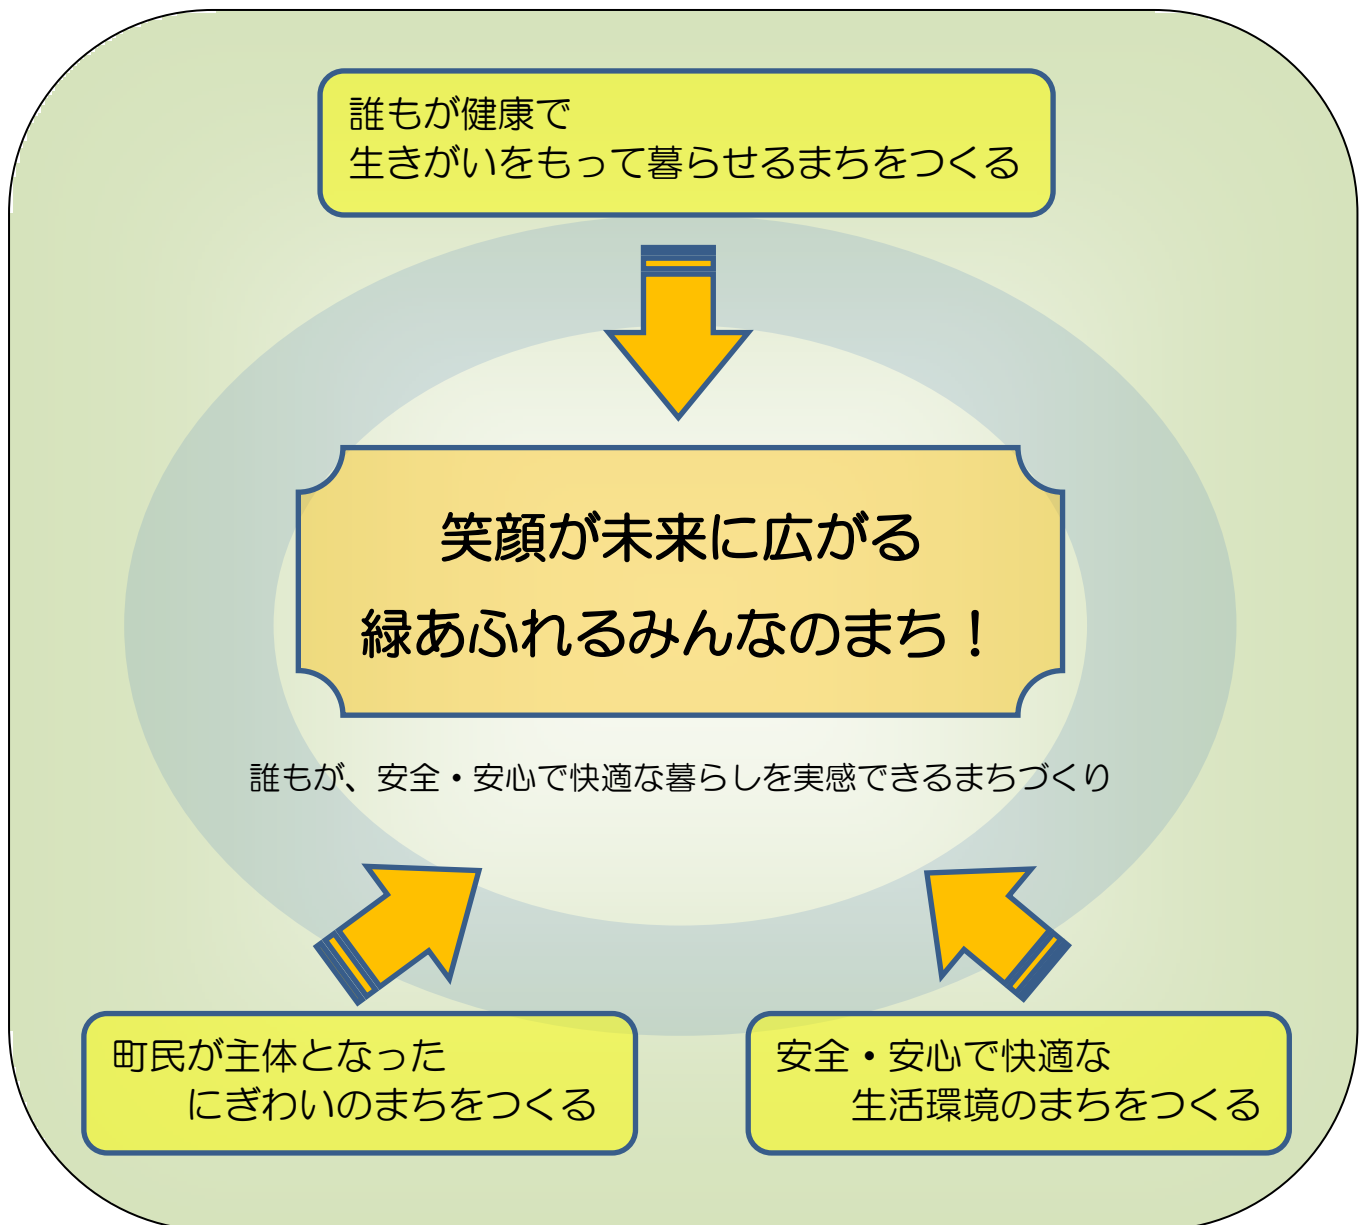 誰もが健康で
生きがいをもって暮らせるまちをつくる
笑顔が未来に広がる
緑あふれるみんなのまち！
誰もが、安全・安心で快適な暮らしを実感できるまちづくり
町民が主体となった
にぎわいのまちをつくる
安全・安心で快適な
生活環境のまちをつくる